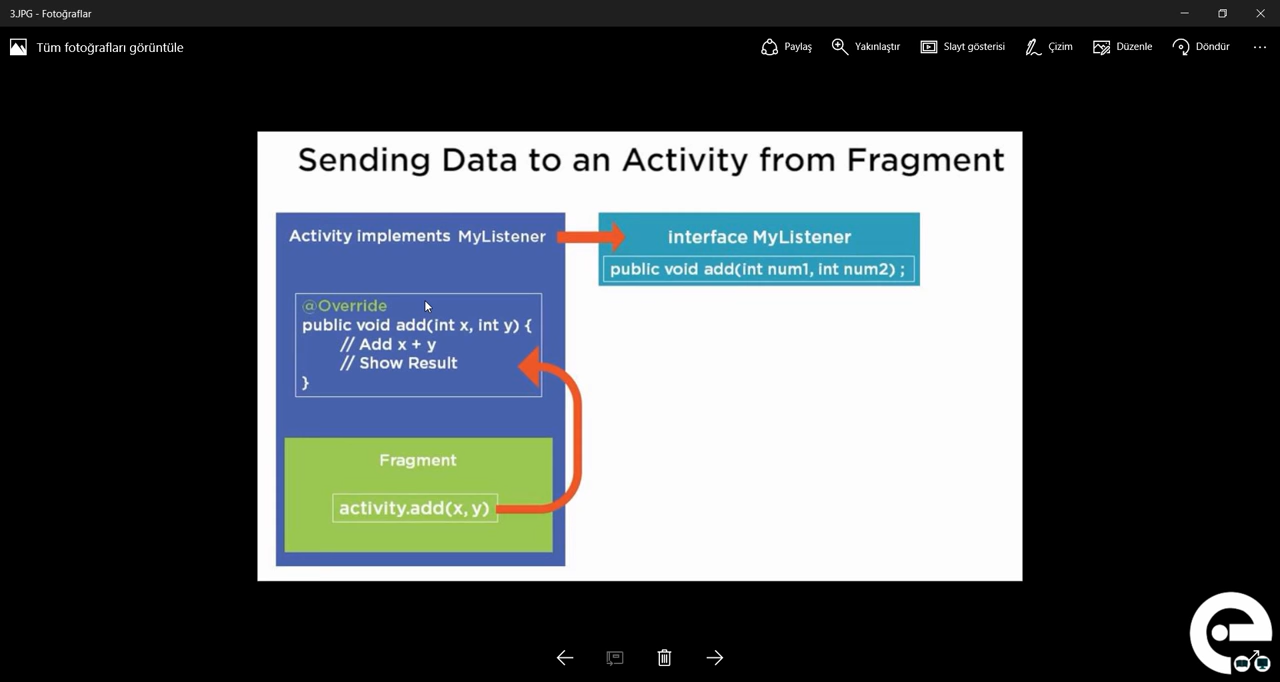 3.JPG - Fotoğraflar
Tüm fotoğrafları görüntüle
Paylaş
Yakınlaştır
Slayt gösterisi
Çizim
Düzenle
Döndür
Sending Data to an Activity from Fragment
Activity implements MyListener
interface MyListener
public void add(int num1, int num2) ;
@Override
public void add(int x, int y) {
// Add x + y
// Show Result
}
Fragment
activity.add(x, y)